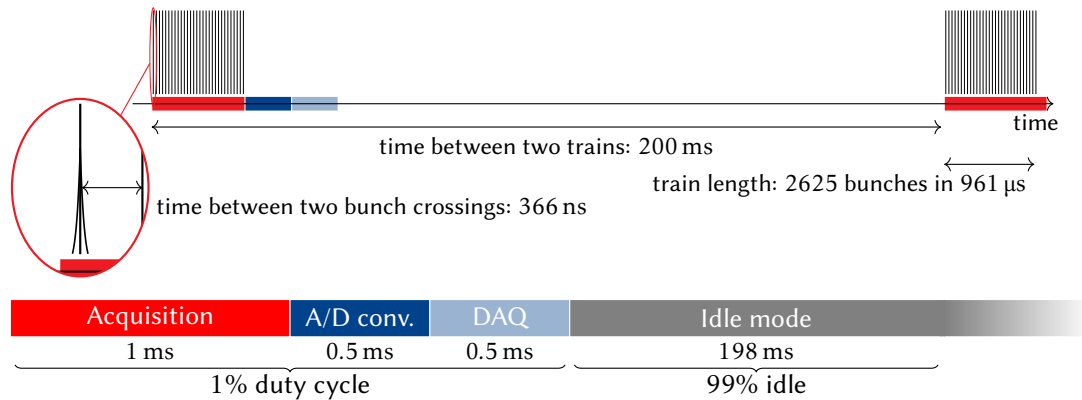 time
time between two trains: 200 ms
train length: 2625 bunches in 961 µs
time between two bunch crossings: 366 ns
Acquisition A/D conv. DAQ Idle mode
1 ms 0.5 ms 0.5 ms 198 ms
1% duty cycle 99% idle